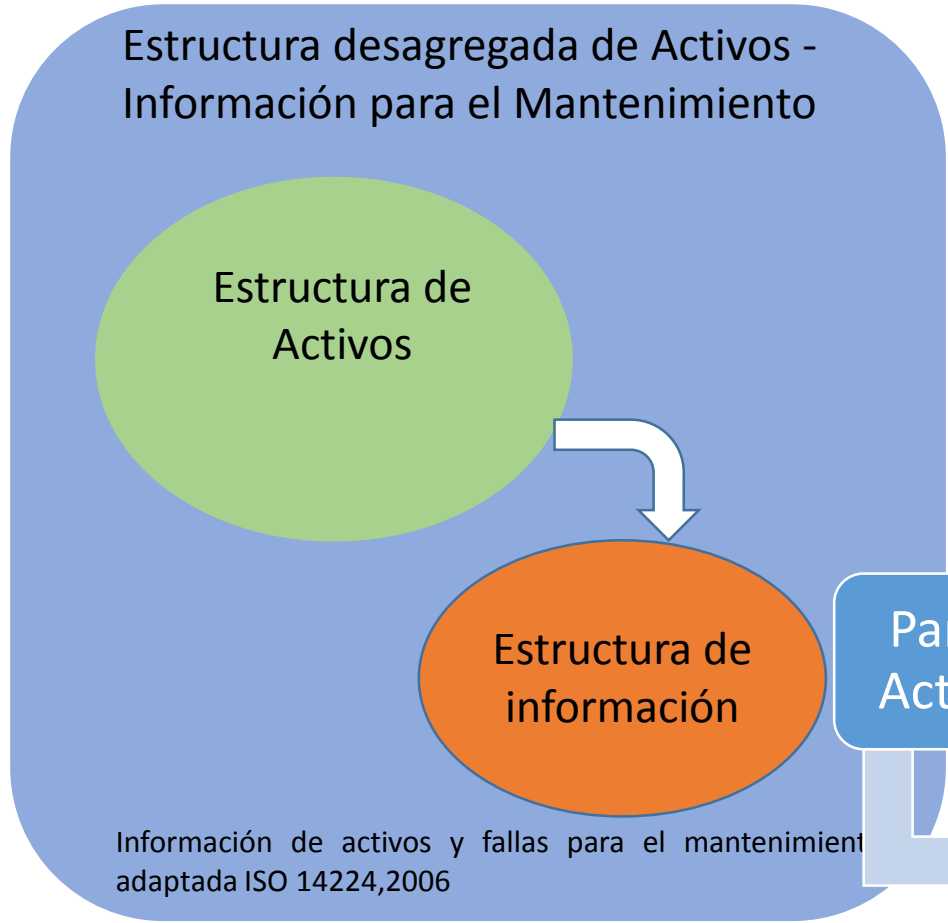 Estructura desagregada de Activos -
Información para el Mantenimiento
Estructura de
Activos
Estructura de
información
Información de activos y fallas para el
adaptada ISO 14224,2006